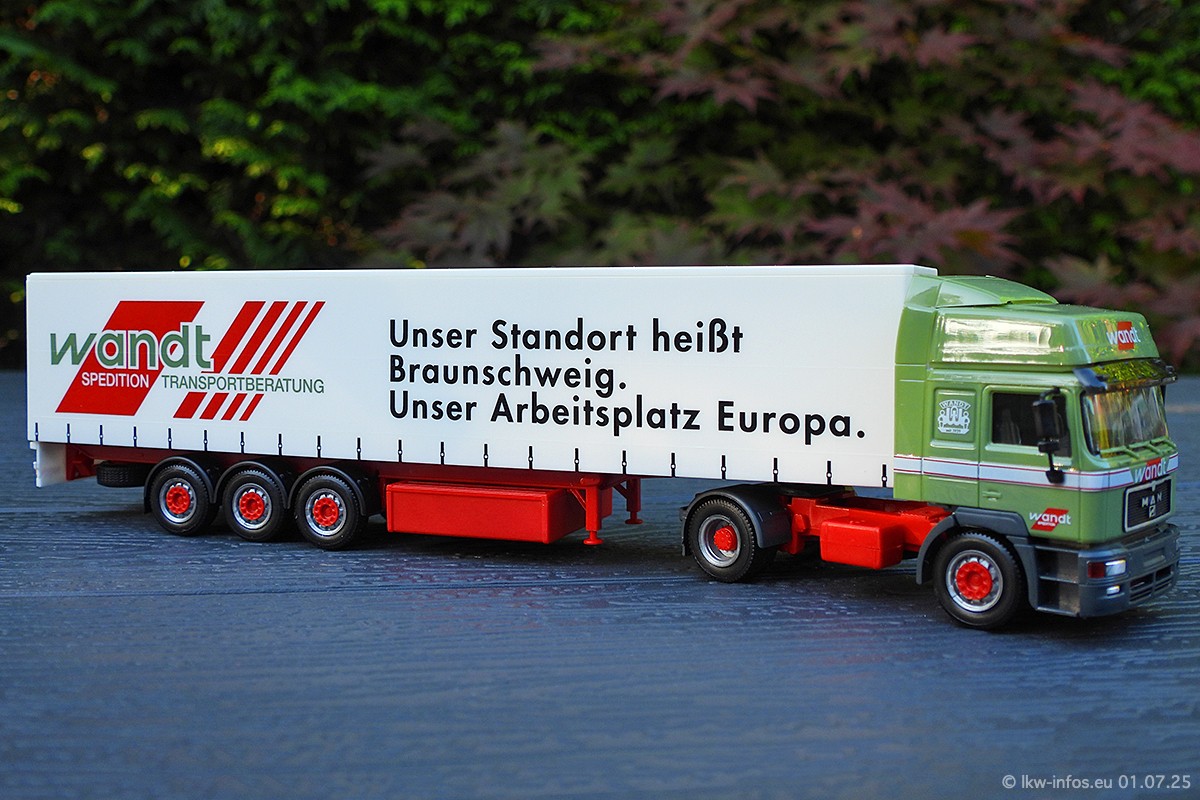 wandt
SPEDITION TRANSPORTBERATUNG
Unser Standort heißt
Braunschweig.
Unser Arbeitsplatz Europa.
wandt
WANDT
wandt
MAN
wandt
© lkw-infos.eu 01.07.25